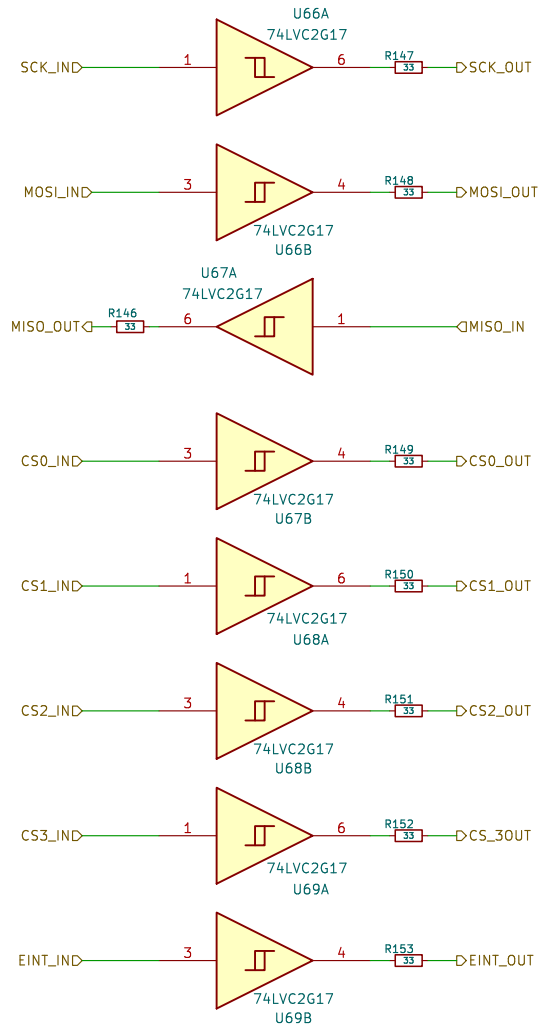 U66A
74LVC2G17
SCK_IN 1 6 R147 33 SCK_OUT
MOSI_IN 3 4 R148 33 MOSI_OUT
74LVC2G17
U66B
U67A
74LVC2G17
MISO_OUT R146 33 6 1 MISO_IN
CS0_IN 3 4 R149 33 CS0_OUT
74LVC2G17
U67B
CS1_IN 1 6 R150 33 CS1_OUT
74LVC2G17
U68A
CS2_IN 3 4 R151 33 CS2_OUT
74LVC2G17
U68B
CS3_IN 1 6 R152 33 CS_3OUT
74LVC2G17
U69A
EINT_IN 3 4 R153 33 EINT_OUT
74LVC2G17
U69B